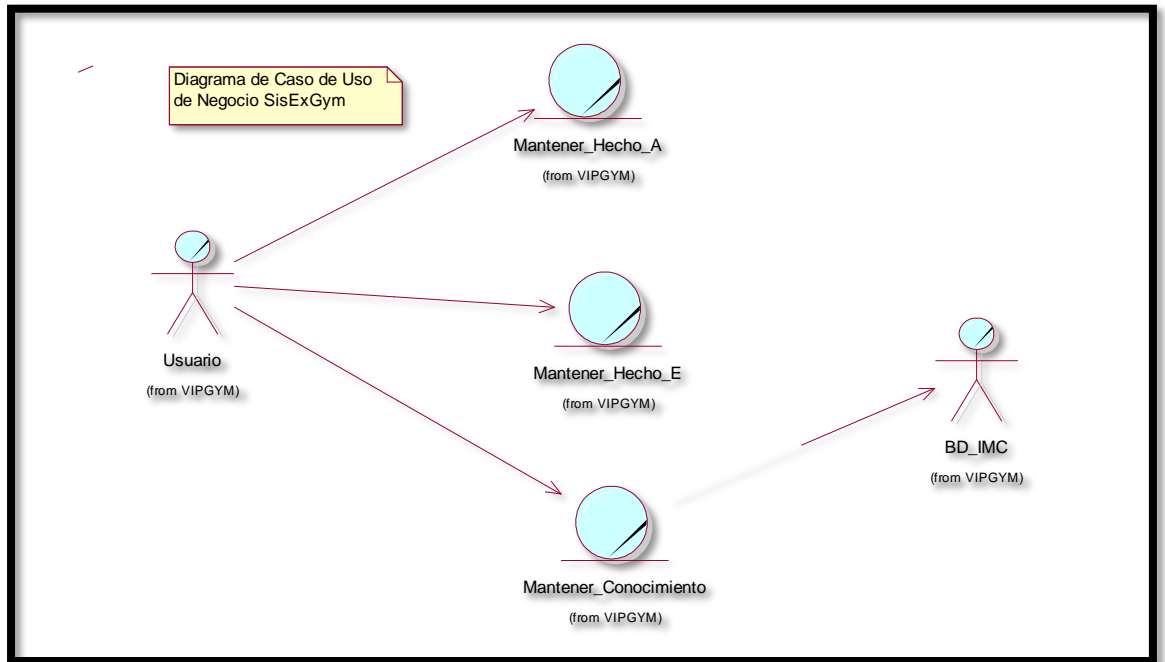 Diagrama de Caso de Uso
de Negocio SisExGym
Mantener_Hecho_A
(from VIPGYM)
Usuario
(from VIPGYM)
Mantener_Hecho_E
(from VIPGYM)
BD_IMC
(from VIPGYM)
Mantener_Conocimiento
(from VIPGYM)